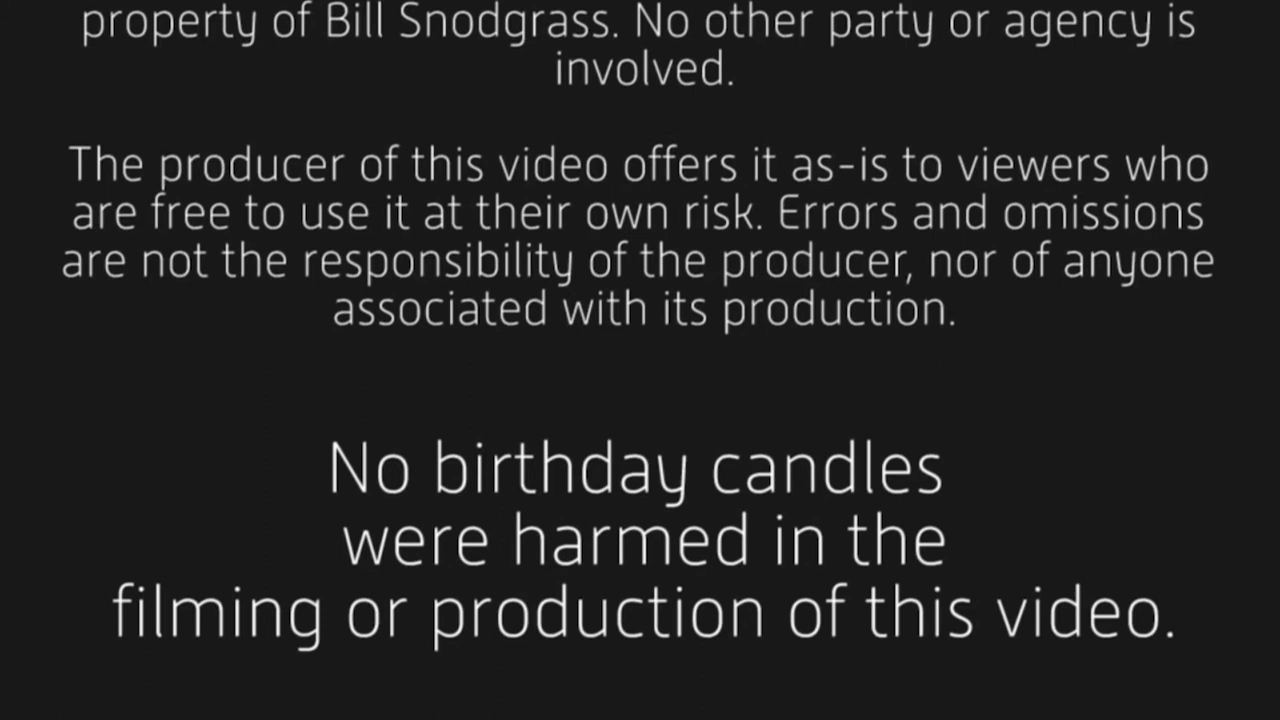 property of Bill Snodgrass. No other party or agency is
involved.
The producer of this video offers it as-is to viewers who
are free to use it at their own risk. Errors and omissions
are not the responsibility of the producer, nor of anyone
associated with its production.
No birthday candles
were harmed in the
filming or production of this video.